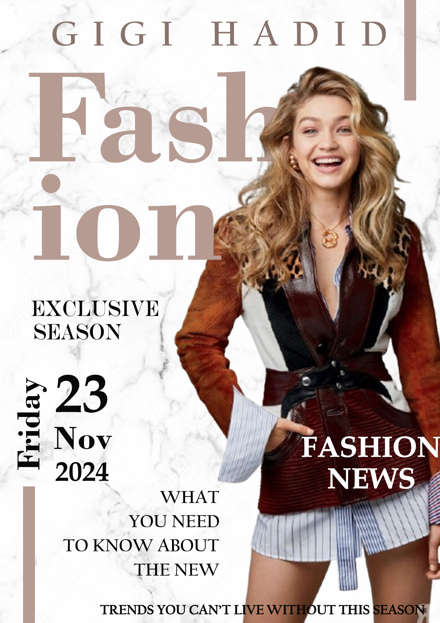 GIGI HADID
Fash
ion
EXCLUSIVE
SEASON
Friday
23
Nov
2024
FASHION
NEWS
WHAT
YOU NEED
TO KNOW ABOUT
THE NEW
TRENDS YOU CAN'T LIVE WITHOUT THIS SEASON